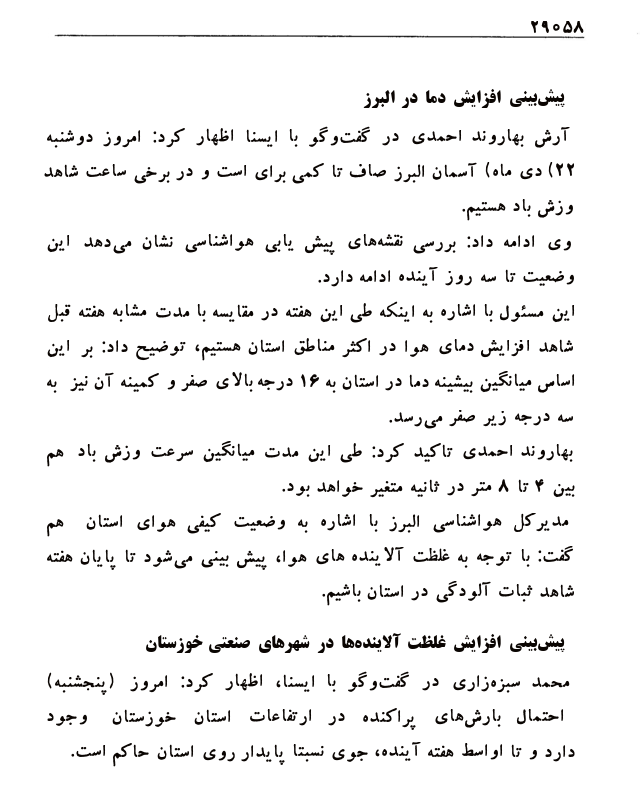 ۲۹۰۵۸
پیش‌بینی افزایش دما در البرز
آرش بهاروند احمدی در گفت‌وگو با ایسنا اظهار کرد: امروز دوشنبه
۲۲) دی ماه) آسمان البرز صاف تا کمی برای است و در برخی ساعت شاهد
وزش باد هستیم.
وی ادامه داد: بررسی نقشه‌های پیش یابی هواشناسی نشان می‌دهد این
وضعیت تا سه روز آینده ادامه دارد.
این مسئول با اشاره به اینکه طی این هفته در مقایسه با مدت مشابه هفته قبل
شاهد افزایش دمای هوا در اکثر مناطق استان هستیم، توضیح داد: بر این
اساس میانگین بیشینه دما در استان به ۱۶ درجه بالای صفر و کمینه آن نیز به
سه درجه زیر صفر می‌رسد.
بهاروند احمدی تاکید کرد: طی این مدت میانگین سرعت وزش باد هم
بین ۴ تا ۸ متر در ثانیه متغیر خواهد بود.
مدیرکل هواشناسی البرز با اشاره به وضعیت کیفی هوای استان هم
گفت: با توجه به غلظت آلاینده های هوا، پیش بینی می‌شود تا پایان هفته
شاهد ثبات آلودگی در استان باشیم.
پیش‌بینی افزایش غلظت آلاینده‌ها در شهرهای صنعتی خوزستان
محمد سبزه‌زاری در گفت‌وگو با ایسنا، اظهار کرد: امروز (پنجشنبه)
احتمال بارش‌های پراکنده در ارتفاعات استان خوزستان وجود
دارد و تا اواسط هفته آینده، جوی نسبتا پایدار روی استان حاکم است.